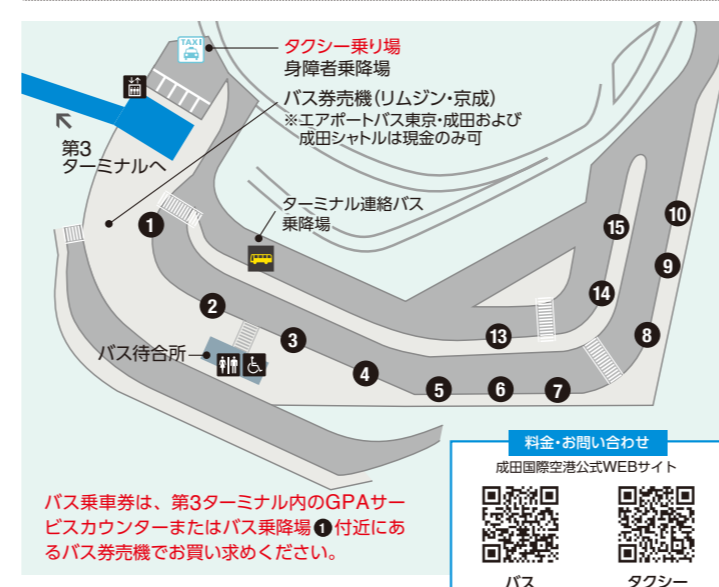 TAXI
タクシー乗り場
身障者乗降場
バス券売機(リムジン・京成)
※エアポートバス東京・成田および
成田シャトルは現金のみ可
第3
ターミナルへ
ターミナル連絡バス
乗降場
1
2
3
4
5
6
7
8
9
10
13
14
15
バス待合所
バス乗車券は、第3ターミナル内のGPAサー
ビスカウンターまたはバス乗降場❶付近にあ
るバス券売機でお買い求めください。
料金・お問い合わせ
成田国際空港公式WEBサイト
バス
タクシー